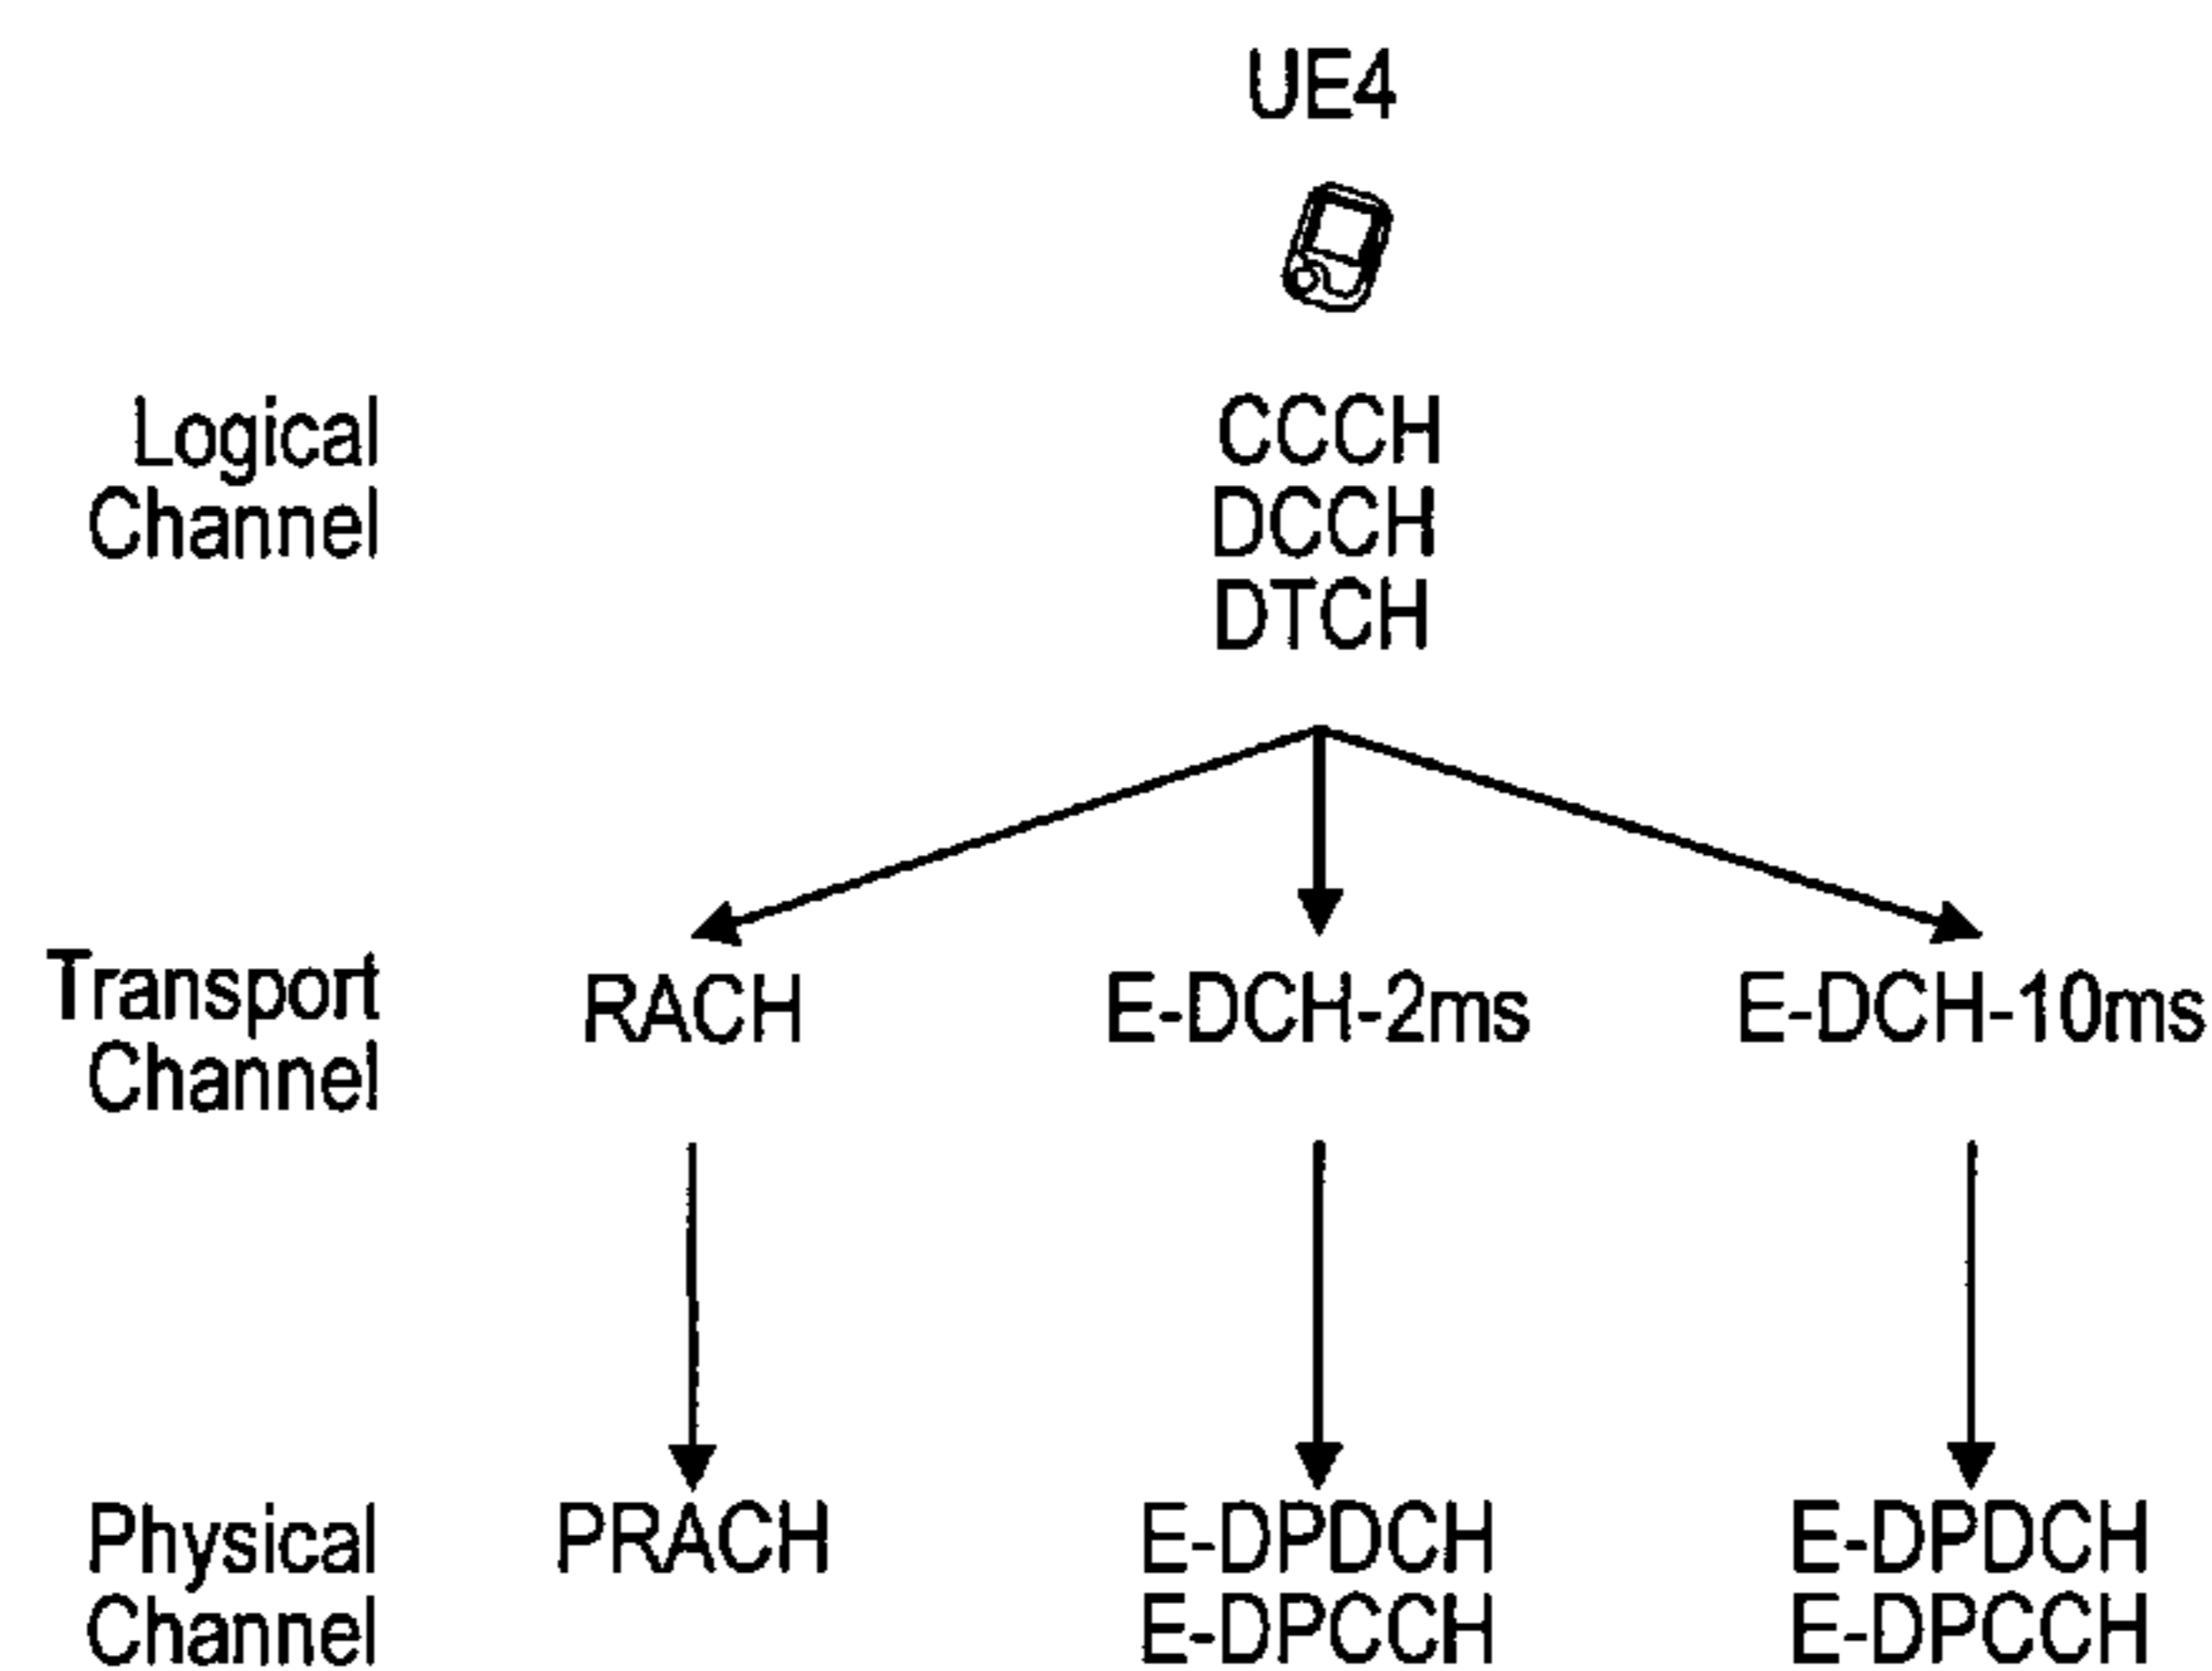 UE4
Logical
Channel
CCCH
DCCH
DTCH
Transport
Channel
RACH
E-DCH-2ms
E-DCH-10ms
Physical
Channel
PRACH
E-DPDCH
E-DPCCH
E-DPDCH
E-DPCCH